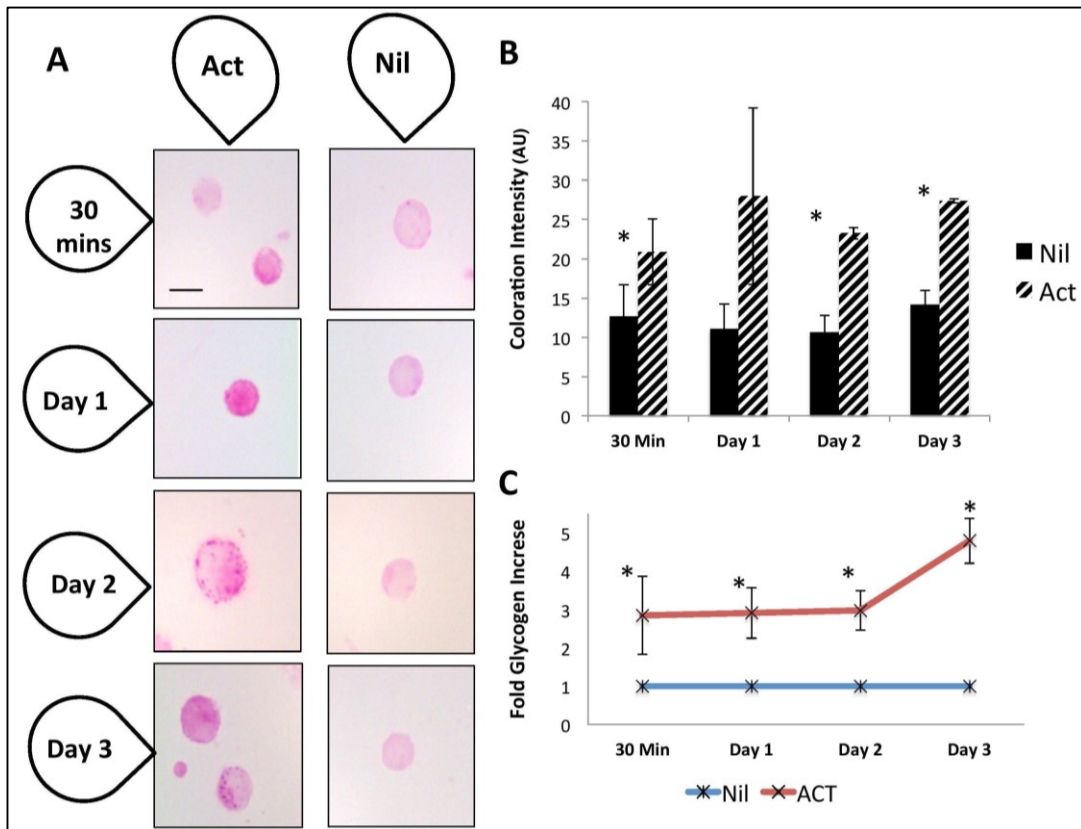 A
Act
Nil
30
mins
Day 1
Day 2
Day 3
B
Coloration Intensity (AU)
40
35
30
25
20
15
10
5
0
*
*
*
30 Min
Day 1
Day 2
Day 3
Nil
Act
C
Fold Glycogen Increse
5
4
3
2
1
0
*
*
*
*
30 Min
Day 1
Day 2
Day 3
Nil
ACT